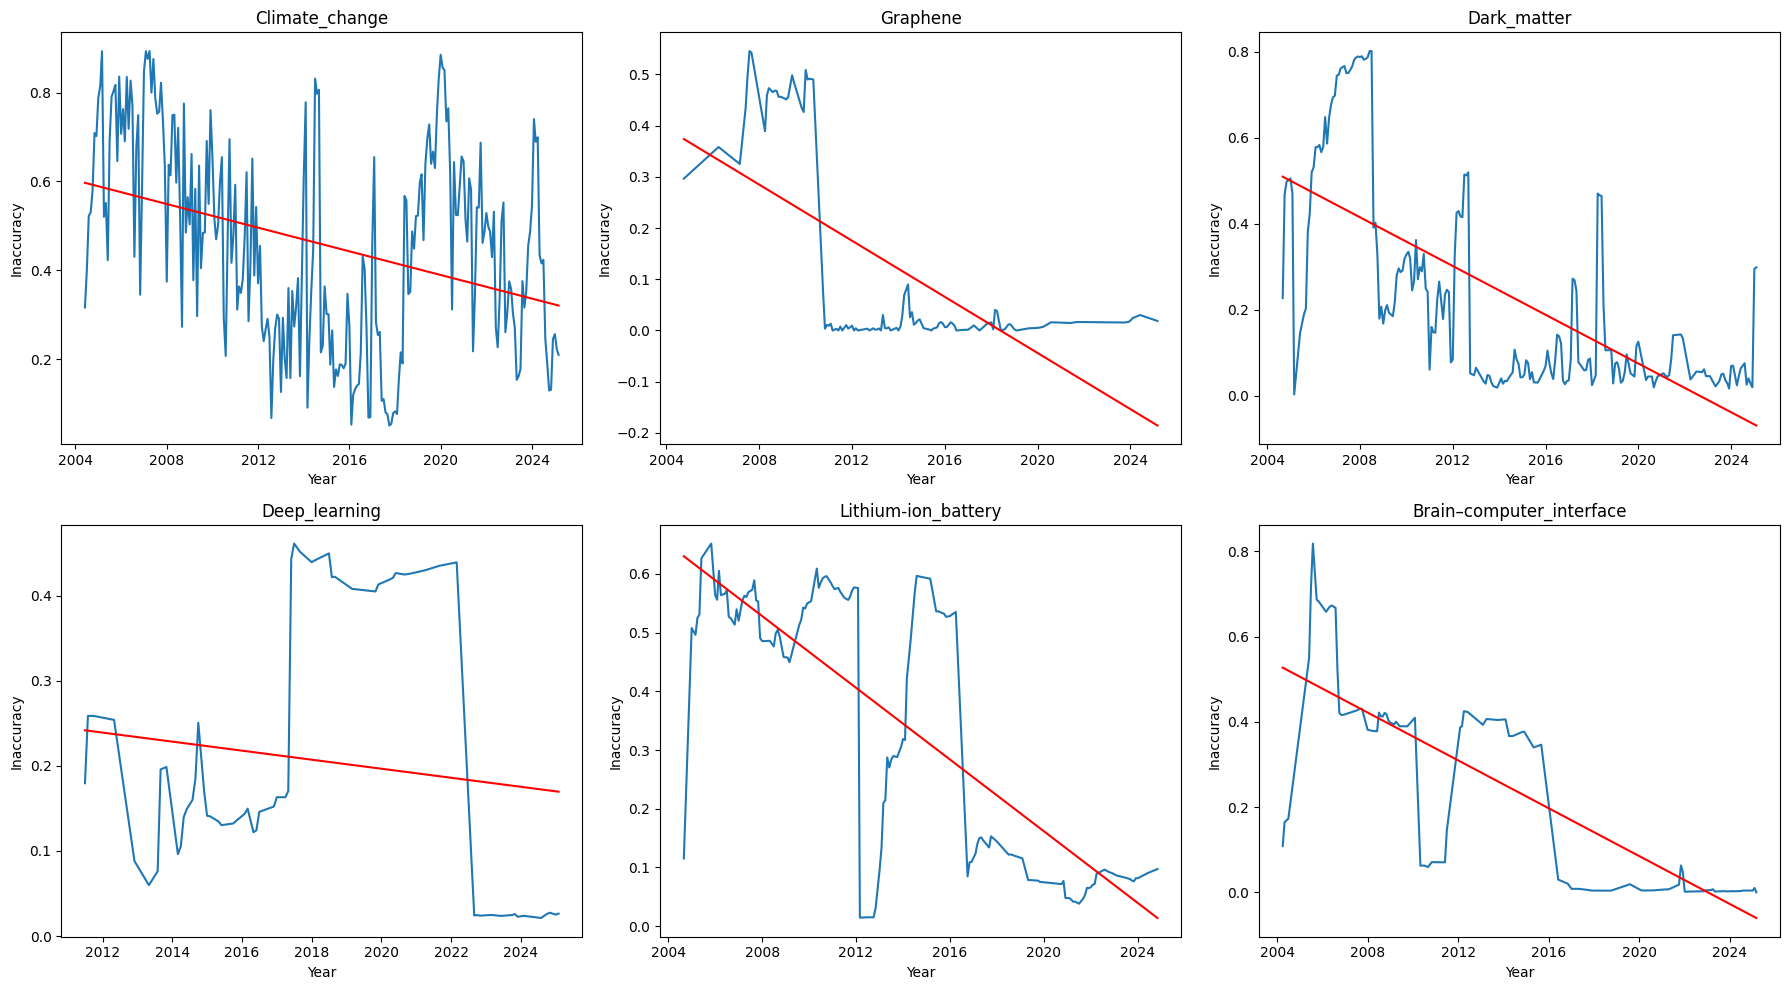 Climate_change
Inaccuracy
0.8
0.6
0.4
0.2
2004 2008 2012 2016 2020 2024
Year
Graphene
Inaccuracy
0.5
0.4
0.3
0.2
0.1
0.0
−0.1
−0.2
2004 2008 2012 2016 2020 2024
Year
Dark_matter
Inaccuracy
0.8
0.6
0.4
0.2
0.0
2004 2008 2012 2016 2020 2024
Year
Deep_learning
Inaccuracy
0.4
0.3
0.2
0.1
0.0
2012 2014 2016 2018 2020 2022 2024
Year
Lithium-ion_battery
Inaccuracy
0.6
0.5
0.4
0.3
0.2
0.1
0.0
2004 2008 2012 2016 2020 2024
Year
Brain–computer_interface
Inaccuracy
0.8
0.6
0.4
0.2
0.0
2004 2008 2012 2016 2020 2024
Year